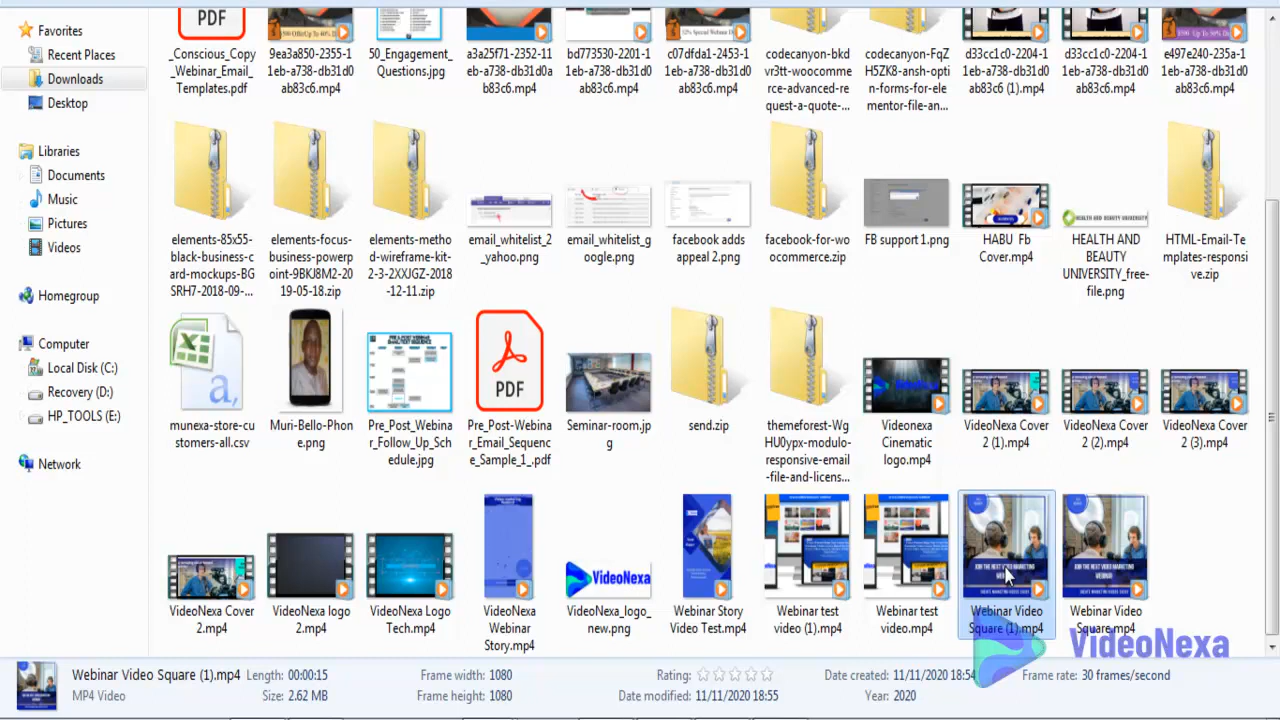 Favorites
Recent Places
Downloads
Desktop
Libraries
Documents
Music
Pictures
Videos
Homegroup
Computer
Local Disk (C:)
Recovery (D:)
HP_TOOLS (E:)
Network
PDF
_Conscious_Copy
_Webinar_Email_
Templates.pdf
9ea3a850-2355-1
1eb-a738-db31d0
ab83c6.mp4
50_Engagement_
Questions.jpg
a3a25f71-2352-11
eb-a738-db31d0a
b83c6.mp4
bd773530-2201-1
1eb-a738-db31d0
ab83c6.mp4
c07dfda1-2453-1
1eb-a738-db31d0
ab83c6.mp4
codecanyon-bkd
vr3tt-woocomme
rce-advanced-re
quest-a-quote-...
codecanyon-FqZ
H5ZK8-ansh-opti
n-forms-for-ele
mentor-file-an...
d33cc1c0-2204-1
1eb-a738-db31d0
ab83c6 (1).mp4
d33cc1c0-2204-1
1eb-a738-db31d0
ab83c6.mp4
e497e240-235a-1
1eb-a738-db31d0
ab83c6.mp4
elements-85x55-
black-business-c
ard-mockups-BG
SRH7-2018-09-...
elements-focus-
business-powerp
oint-9BKJ8M2-20
19-05-18.zip
elements-metho
d-wireframe-kit-
2-3-2XXJGZ-2018
-12-11.zip
email_whitelist_2
_yahoo.png
email_whitelist_g
oogle.png
facebook adds
appeal 2.png
facebook-for-wo
ocommerce.zip
FB support 1.png
HABU Fb
Cover.mp4
HEALTH AND BEAUTY UNIVERSITY
HEALTH AND
BEAUTY
UNIVERSITY_free-
file.png
HTML-Email-Te
mplates-responsi
ve.zip
a,
munexa-store-cu
stomers-all.csv
Muri-Bello-Phon
e.png
Pre_Post_Webina
r_Follow_Up_Sch
edule.jpg
PDF
Pre_Post-Webina
r_Email_Sequenc
e_Sample_1_.pdf
Seminar-room.jp
g
send.zip
themeforest-Wg
HU0ypx-modulo-
responsive-email
-file-and-licens...
Videonexa
Cinematic
logo.mp4
VideoNexa Cover
2 (1).mp4
VideoNexa Cover
2 (2).mp4
VideoNexa Cover
2 (3).mp4
VideoNexa Cover
2.mp4
VideoNexa logo
2.mp4
VideoNexa Logo
Tech.mp4
VideoNexa
Webinar
Story.mp4
VideoNexa
VideoNexa_logo_
new.png
Webinar Story
Video Test.mp4
Webinar test
video (1).mp4
Webinar test
video.mp4
JOIN THE NEXT VIDEO MARKETING
WEBINAR
Webinar Video
Square (1).mp4
JOIN THE NEXT VIDEO MARKETING
WEBINAR
Webinar Video
Square.mp4
VideoNexa
Webinar Video Square (1).mp4
MP4 Video
Length: 00:00:15
Size: 2.62 MB
Frame width: 1080
Frame height: 1080
Rating:
Date modified: 11/11/2020 18:55
Date created: 11/11/2020 18:54
Year: 2020
Frame rate: 30 frames/second